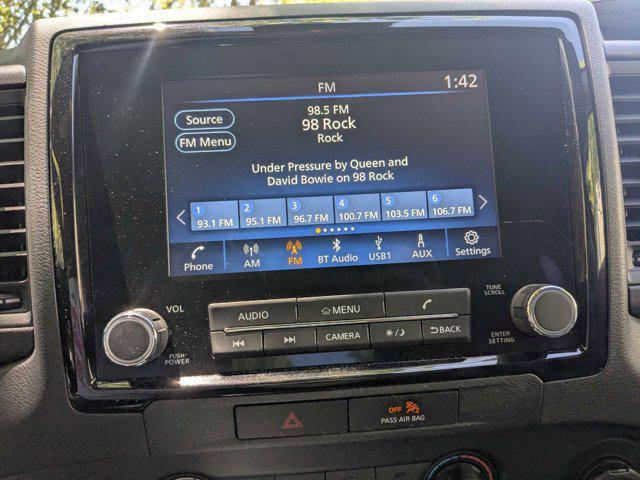 FM
1:42
98.5 FM
Source
98 Rock
FM Menu
Rock
Under Pressure by Queen and
David Bowie on 98 Rock
1 2 3 4 5 6
93.1 FM 95.1 FM 96.7 FM 100.7 FM 103.5 FM 106.7 FM
Phone AM FM BT Audio USB1 AUX Settings
VOL
AUDIO MENU
TUNE
SCROLL
CAMERA BACK
PUSH
POWER
ENTER
SETTING
OFF
PASS AIR BAG